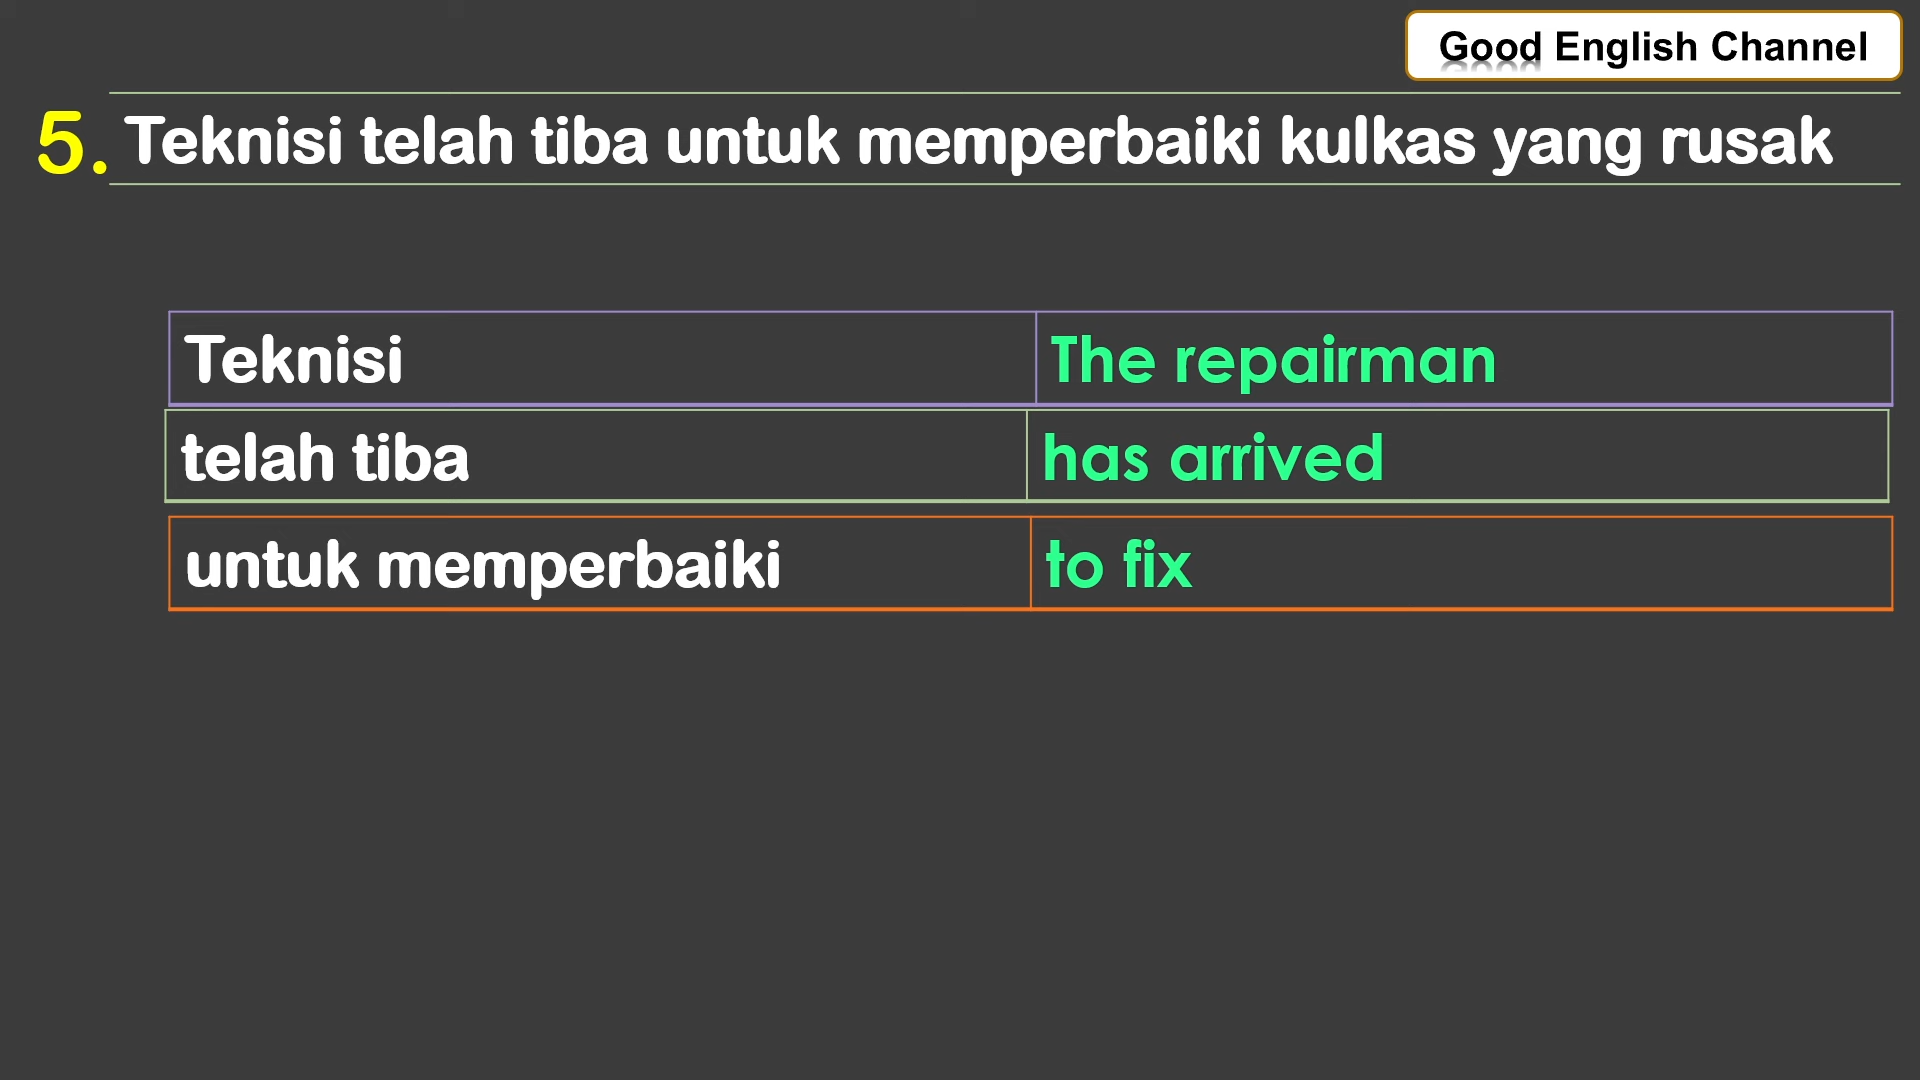 Good English Channel
5. Teknisi telah tiba untuk memperbaiki kulkas yang rusak
Teknisi The repairman
telah tiba has arrived
untuk memperbaiki to fix